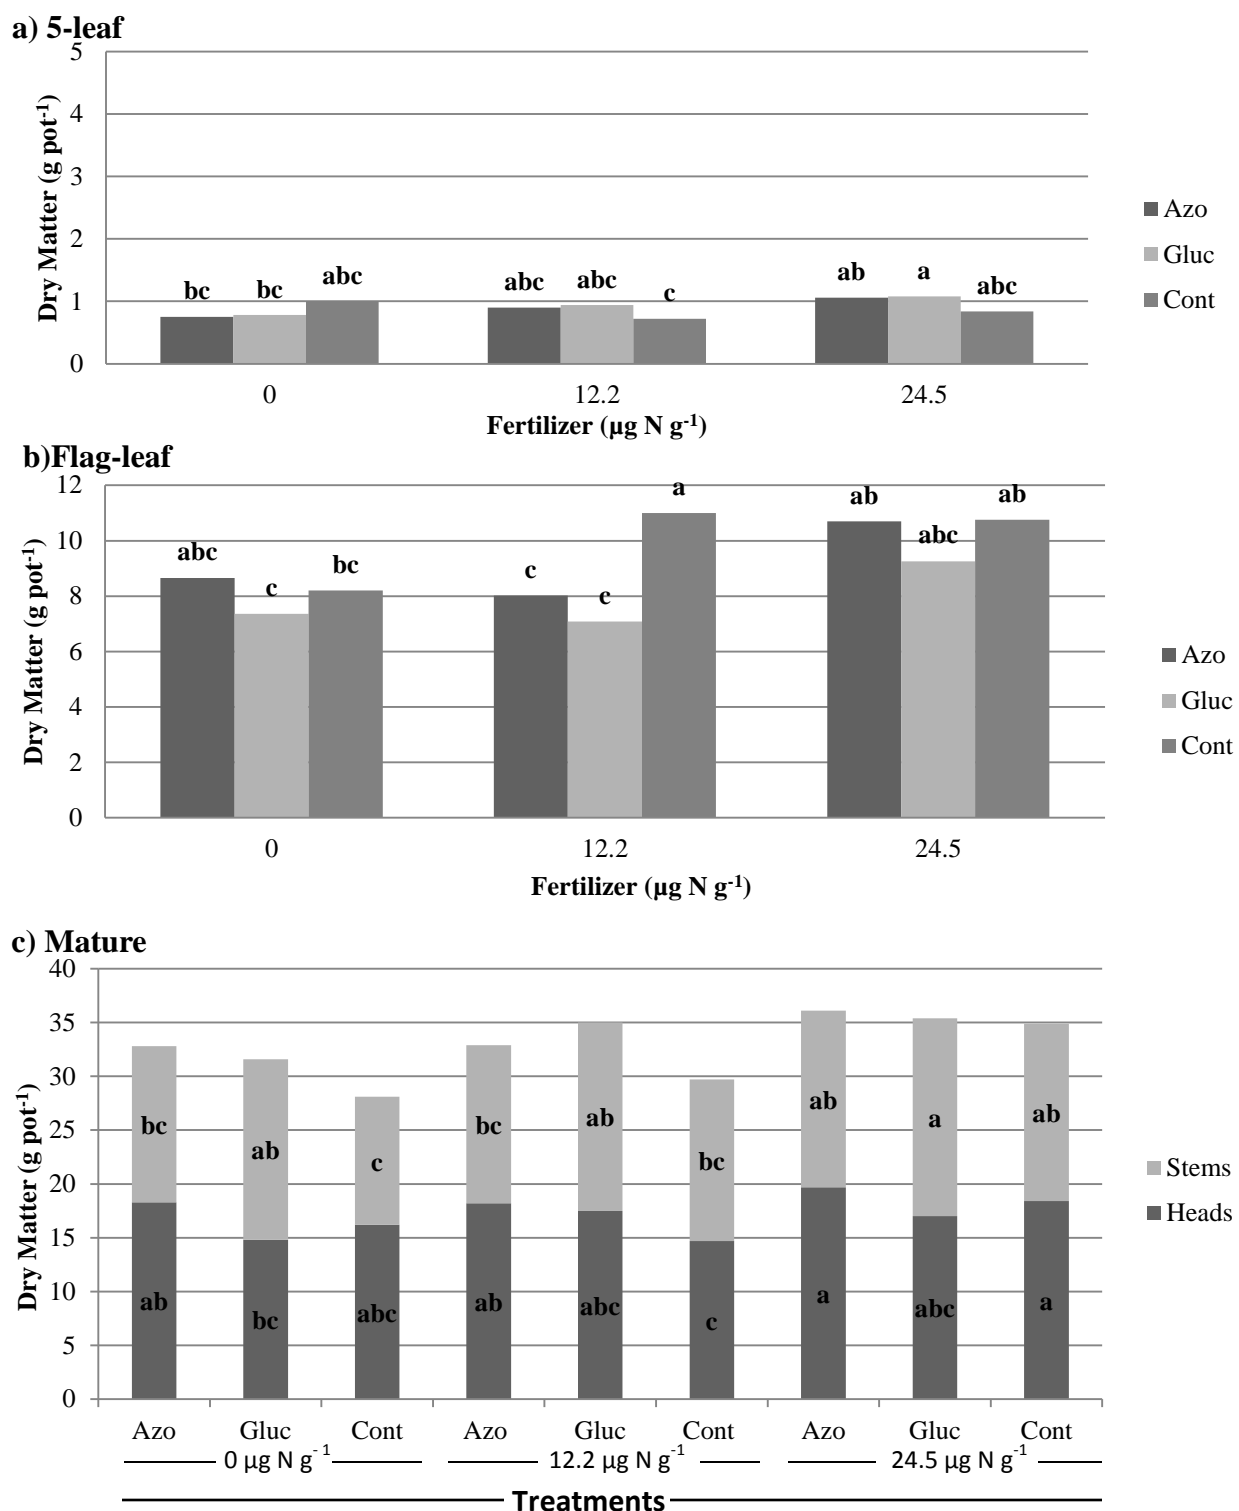 a) 5-leaf
5
4
3
2
1
0
Dry Matter (g pot-1)
bc bc abc abc abc c ab a abc
0 12.2 24.5
Fertilizer (µg N g-1)
Azo
Gluc
Cont
b)Flag-leaf
12
10
8
6
4
2
0
Dry Matter (g pot-1)
abc c bc c c a ab abc ab
0 12.2 24.5
Fertilizer (µg N g-1)
Azo
Gluc
Cont
c) Mature
40
35
30
25
20
15
10
5
0
Dry Matter (g pot-1)
bc ab c bc ab bc ab a ab
ab bc abc ab abc c a abc a
Stems
Heads
Azo Gluc Cont Azo Gluc Cont Azo Gluc Cont
0 µg N g-1 12.2 µg N g-1 24.5 µg N g-1
Treatments